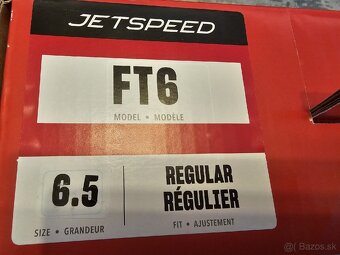 JETSPEED
FT6
MODEL • MODÈLE
6.5
REGULAR
RÉGULIER
SIZE • GRANDEUR
FIT • AJUSTEMENT
Bazos.sk